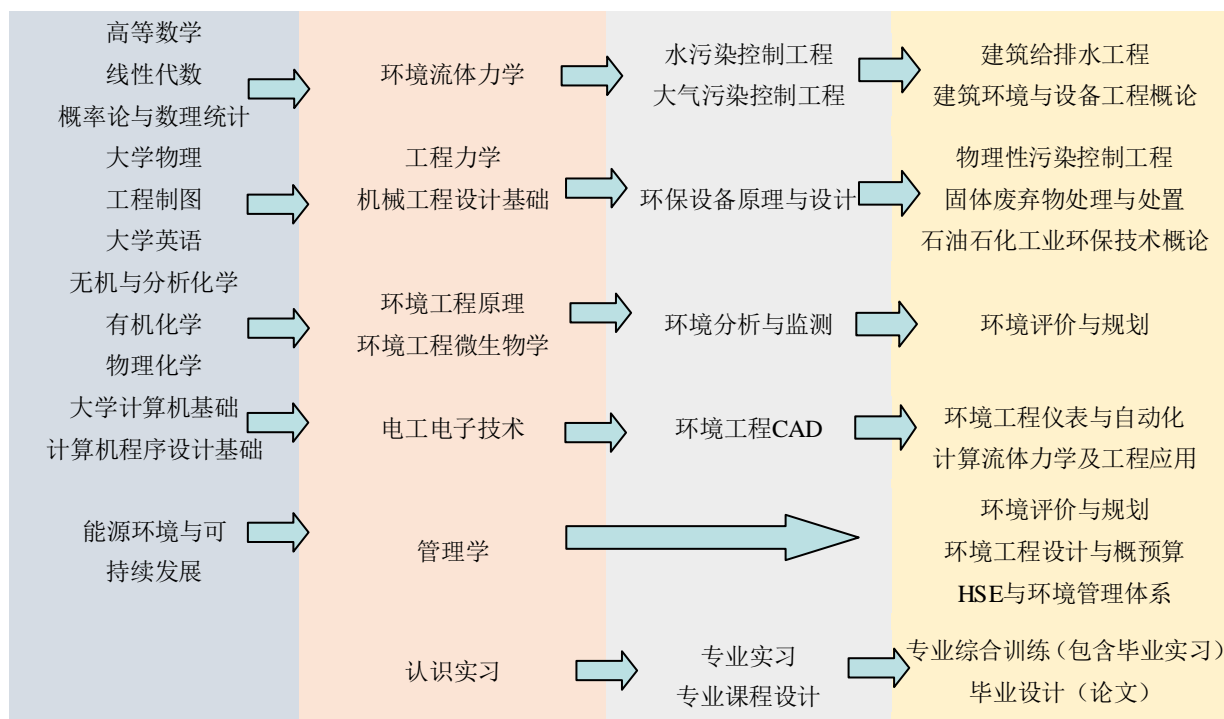 高等数学
线性代数
概率论与数理统计
大学物理
工程制图
大学英语
无机与分析化学
有机化学
物理化学
大学计算机基础
计算机程序设计基础
能源环境与可
持续发展
环境流体力学
工程力学
机械工程设计基础
环境工程原理
环境工程微生物学
电工电子技术
管理学
认识实习
水污染控制工程
大气污染控制工程
环保设备原理与设计
环境分析与监测
环境工程CAD
专业实习
专业课程设计
建筑给排水工程
建筑环境与设备工程概论
物理性污染控制工程
固体废弃物处理与处置
石油石化工业环保技术概论
环境评价与规划
环境工程仪表与自动化
计算流体力学及工程应用
环境评价与规划
环境工程设计与概预算
HSE与环境管理体系
专业综合训练（包含毕业实习）
毕业设计（论文）